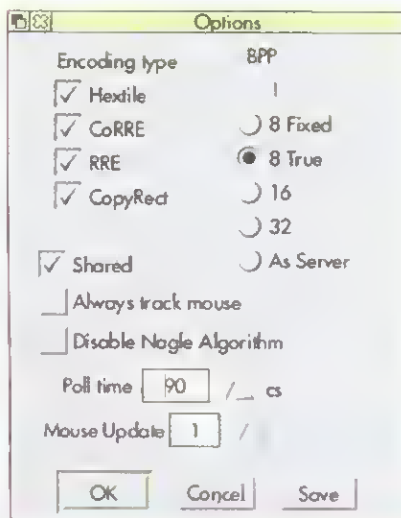 Options
Encoding type
BPP
Hextile
CoRRE
8 Fixed
RRE
8 True
CopyRect
16
32
Shared
As Server
Always track mouse
Disable Nagle Algorithm
Poll time 90 cs
Mouse Update 1
OK Cancel Save